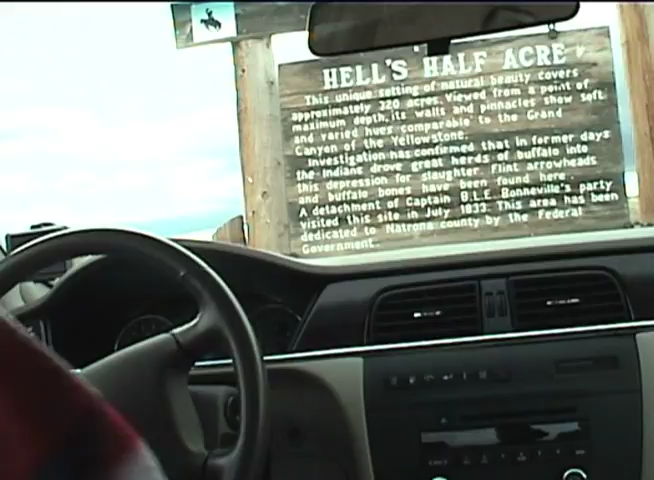 HELL'S HALF ACRE
This unique setting of natural beauty covers
approximately 320 acres. Viewed from a point of
maximum depth, its walls and pinnacles show soft
and varied hues comparable to the Grand
Canyon of the Yellowstone.
Investigation has confirmed that in former days
the Indians drove great herds of buffalo into
this depression for slaughter. Flint arrowheads
and buffalo bones have been found here.
A detachment of Captain B.L.E. Bonneville's party
visited this site in July 1833. This area has been
dedicated to Natrona county by the Federal
Government.